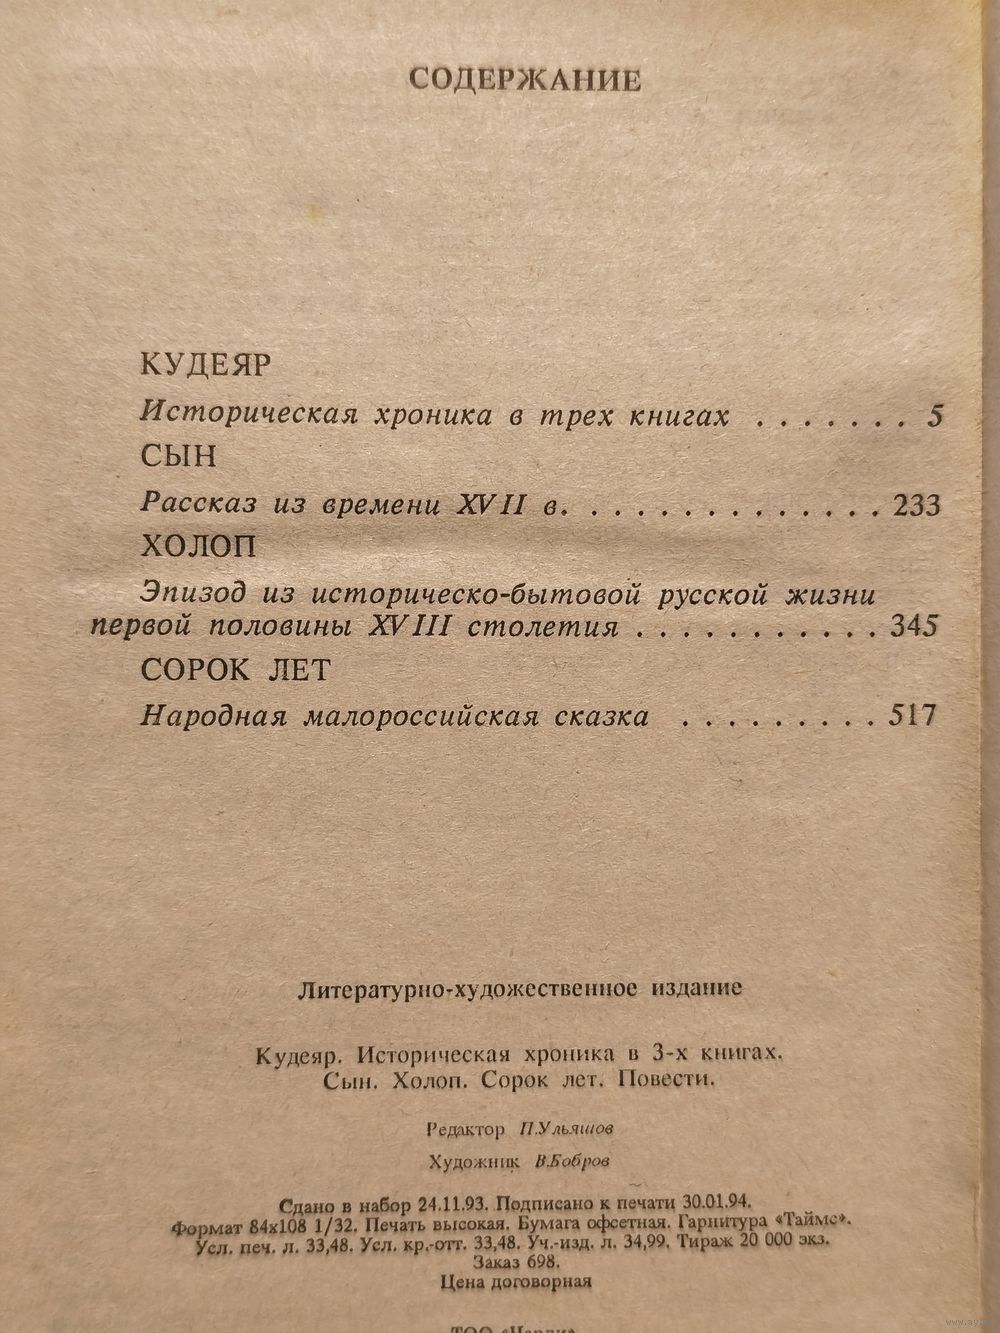 СОДЕРЖАНИЕ
КУДЕЯР
Историческая хроника в трех книгах . . . . . . . 5
СЫН
Рассказ из времени XVII в. . . . . . . . . . . . . . 233
ХОЛОП
Эпизод из историческо-бытовой русской жизни
первой половины XVIII столетия . . . . . . . . . . . 345
СОРОК ЛЕТ
Народная малороссийская сказка . . . . . . . . . 517
Литературно-художественное издание
Кудеяр. Историческая хроника в 3-х книгах.
Сын. Холоп. Сорок лет. Повести.
Редактор П.Ульяшов
Художник В.Бобров
Сдано в набор 24.11.93. Подписано к печати 30.01.94.
Формат 84х108 1/32. Печать высокая. Бумага офсетная. Гарнитура «Таймс».
Усл. печ. л. 33,48. Усл. кр.-отт. 33,48. Уч.-изд. л. 34,99. Тираж 20 000 экз.
Заказ 698.
Цена договорная
ТОО